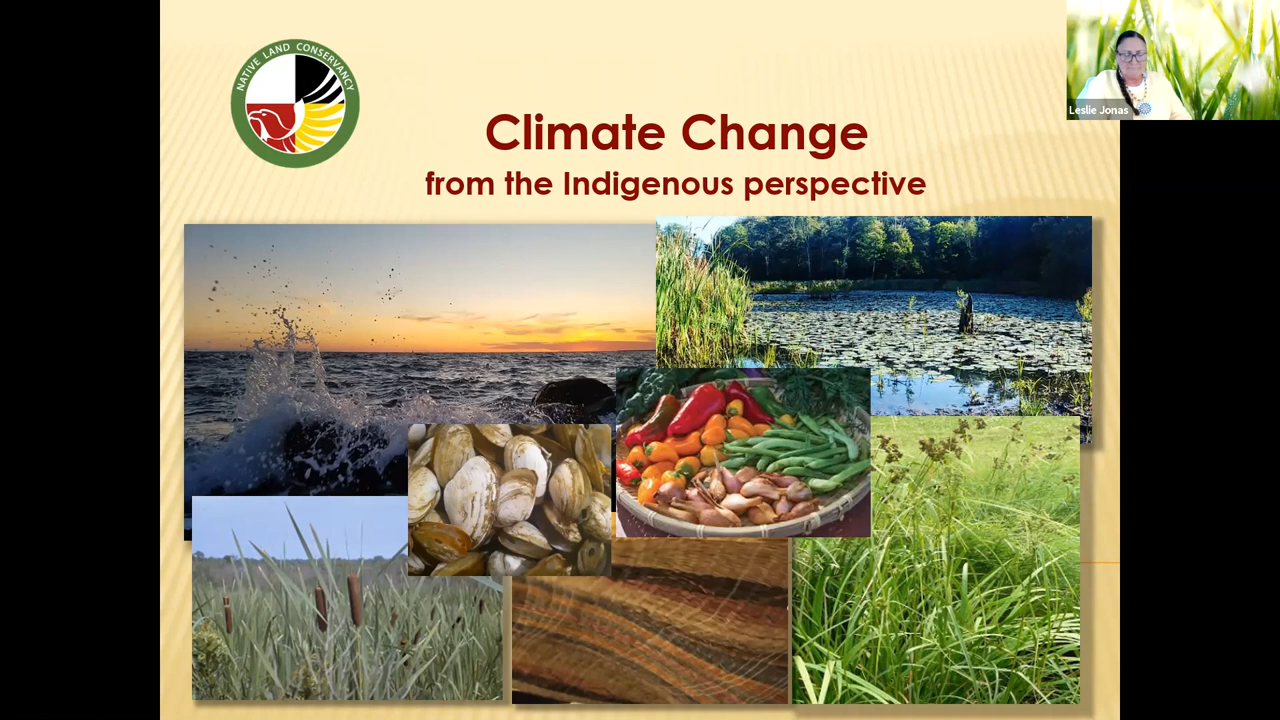 NATIVE LAND CONSERVANCY
Climate Change
from the Indigenous perspective
Leslie Jonas